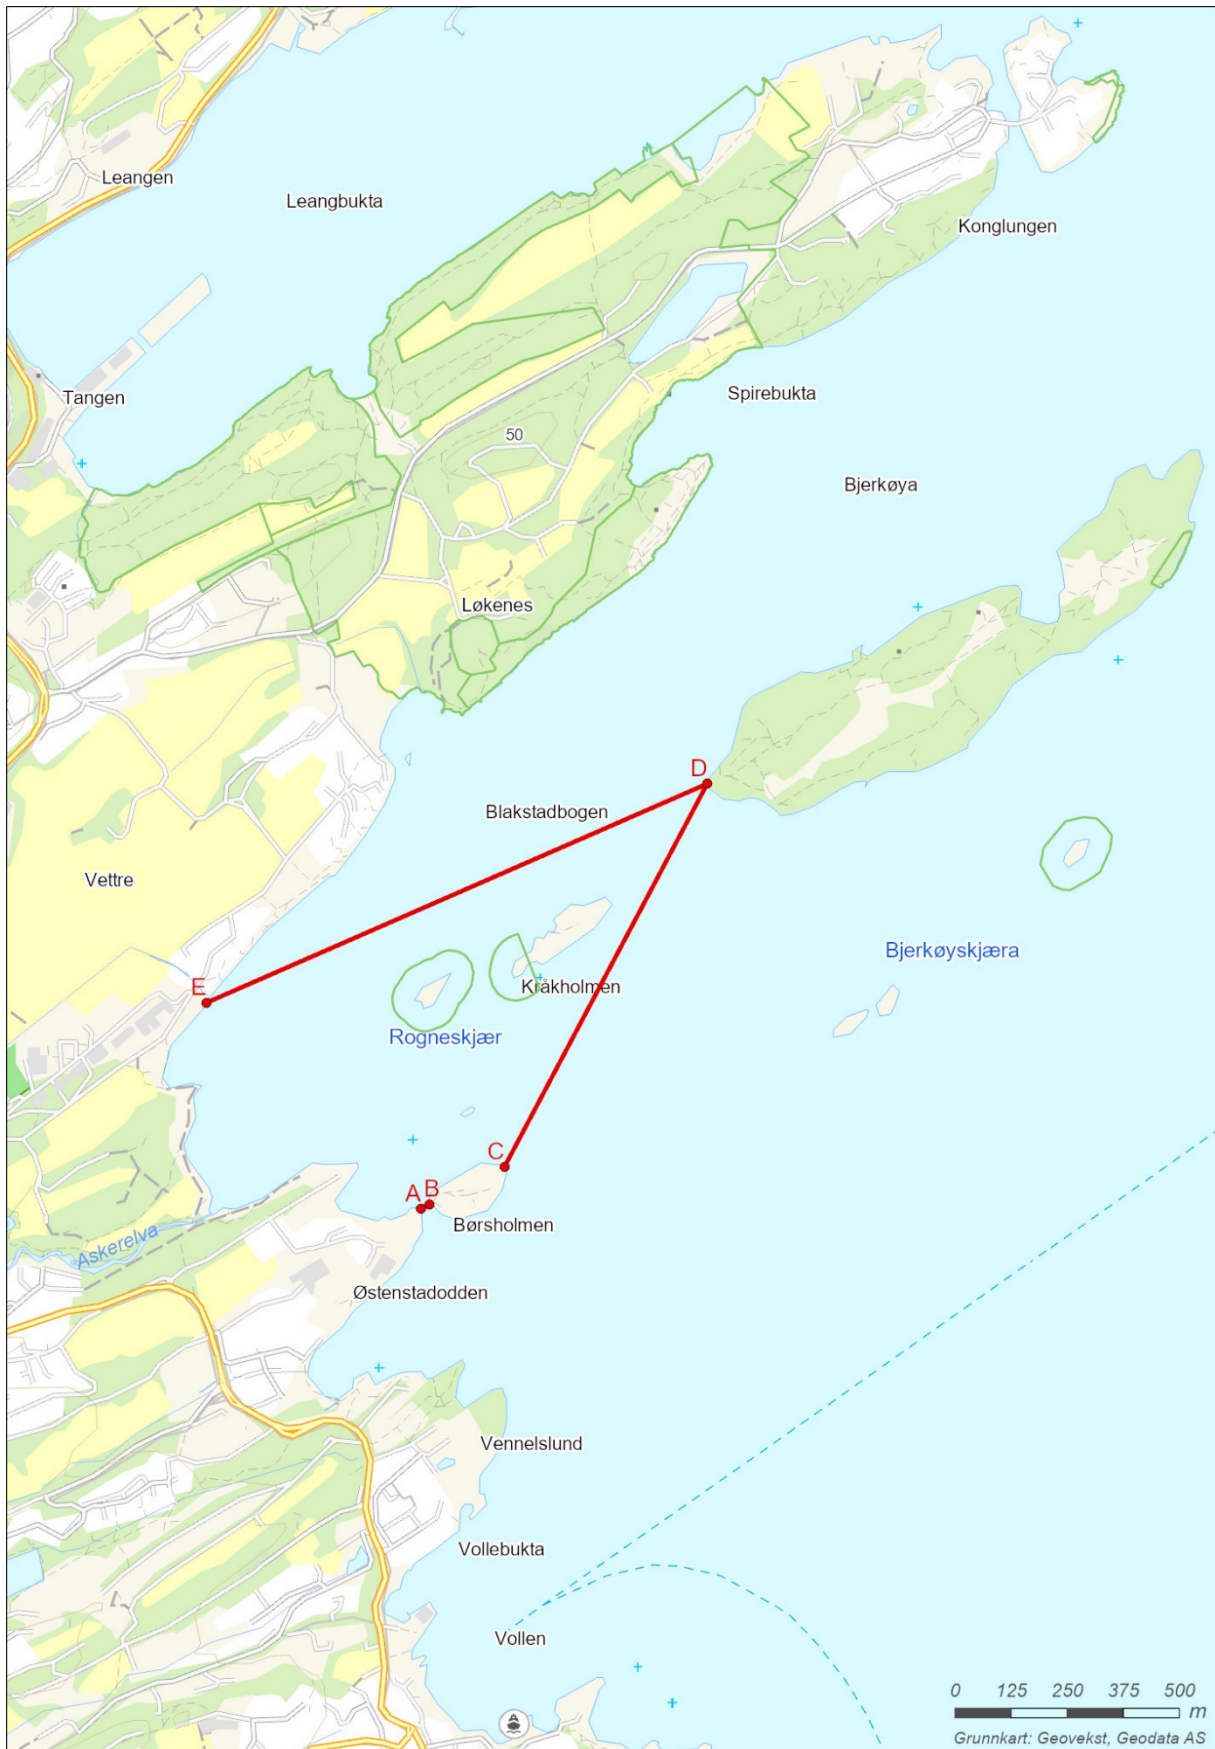 Leangen
Leangbukta
Konglungen
Tangen
Spirebukta
50
Bjerkøya
Løkenes
D
Blakstadbogen
Vettre
Bjerkøyskjæra
E
Kråkholmen
Rogneskjær
C
A
B
Børsholmen
Askerelva
Østenstadodden
Vennelslund
Vollebukta
Vollen
0 125 250 375 500
m
Grunnkart: Geovekst, Geodata AS